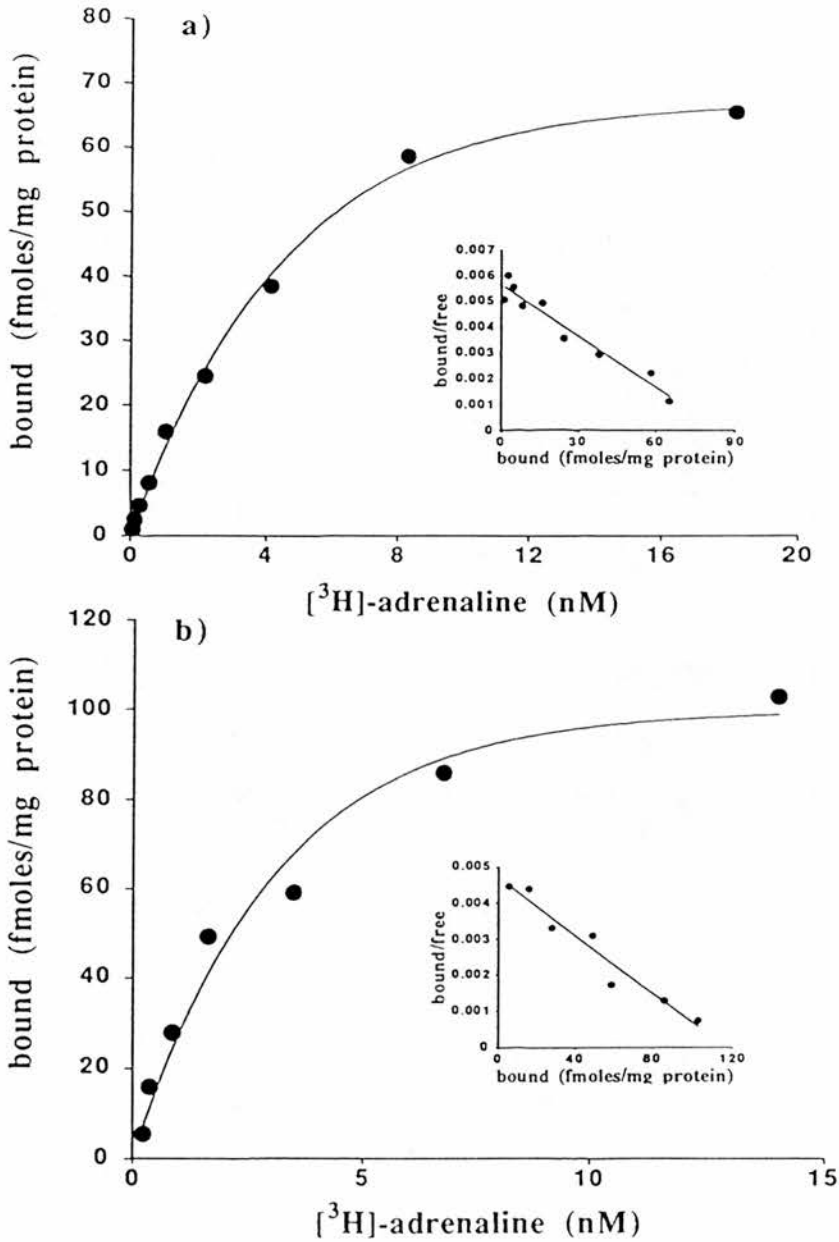 a)
80
70
60
50
40
30
20
10
0
bound (fmoles/mg protein)
0 4 8 12 16 20
[³H]-adrenaline (nM)
0.007
0.006
0.005
0.004
0.003
0.002
0.001
0
bound/free
0 30 60 90
bound (fmoles/mg protein)
b)
120
100
80
60
40
20
0
bound (fmoles/mg protein)
0 5 10 15
[³H]-adrenaline (nM)
0.005
0.004
0.003
0.002
0.001
0
bound/free
0 40 80 120
bound (fmoles/mg protein)